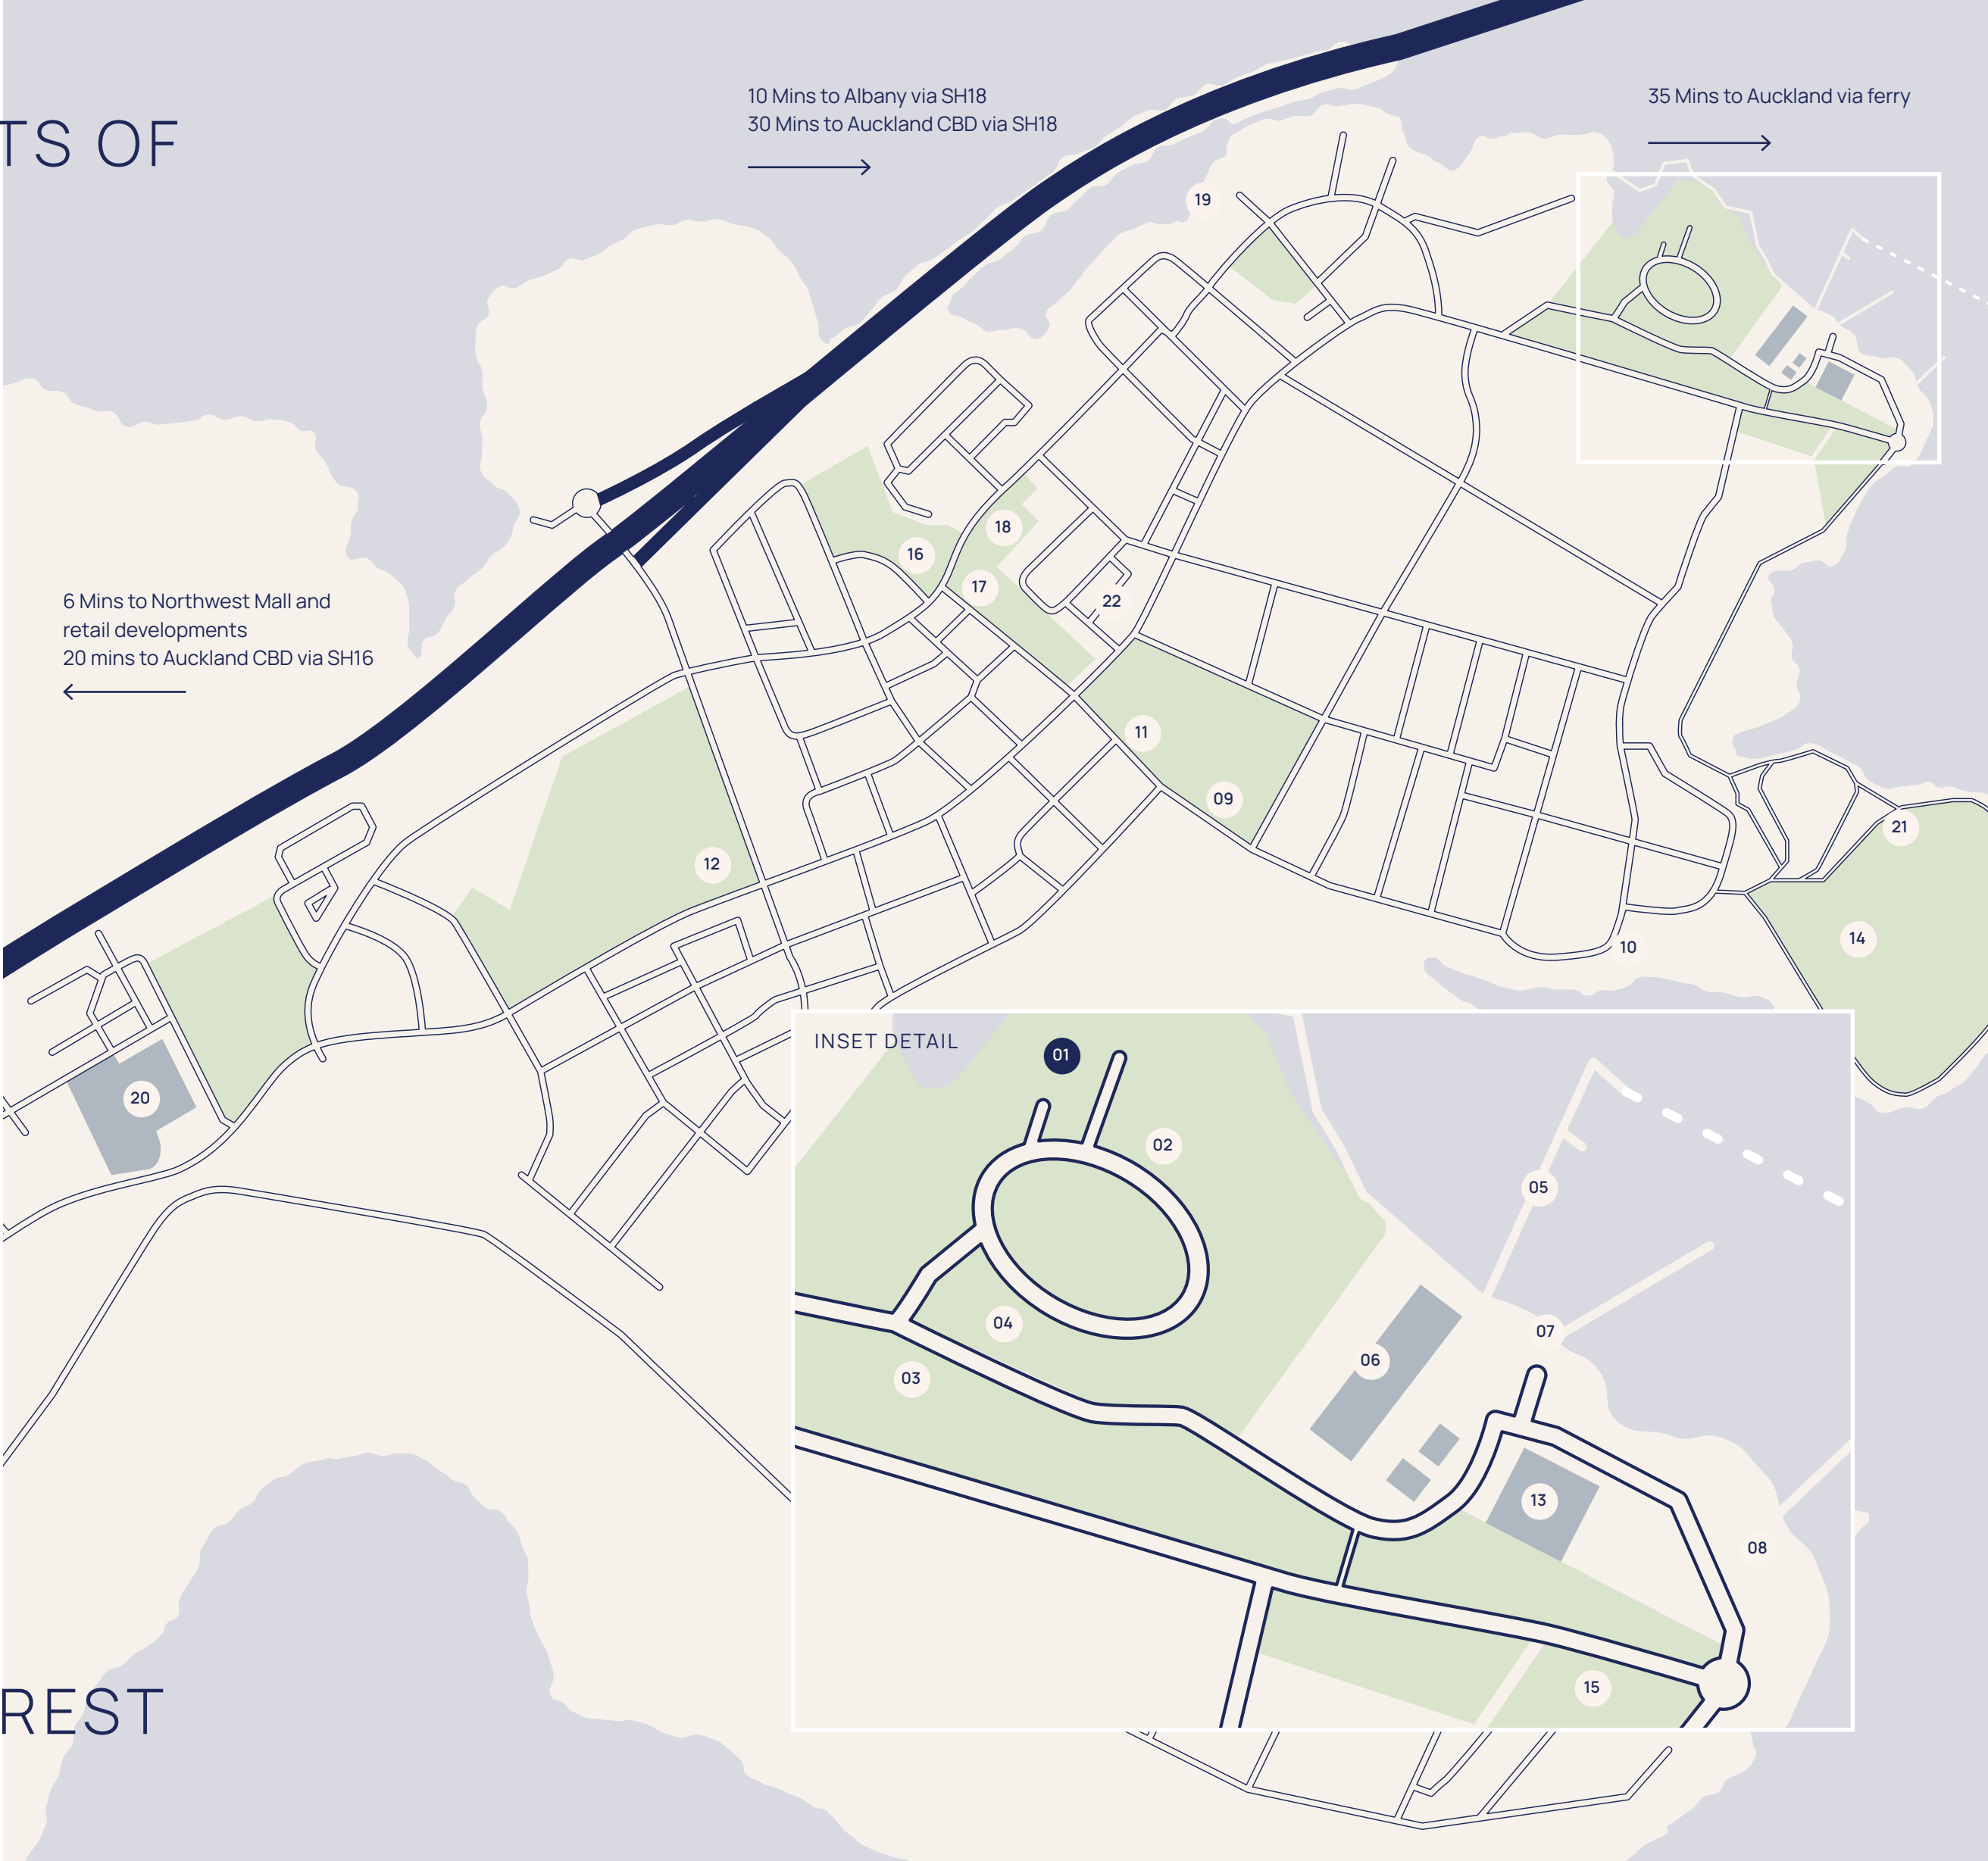 TS OF
10 Mins to Albany via SH18
30 Mins to Auckland CBD via SH18
35 Mins to Auckland via ferry
19
18
16
17
22
6 Mins to Northwest Mall and
retail developments
20 mins to Auckland CBD via SH16
11
09
21
12
14
10
20
INSET DETAIL
01
02
05
04
07
06
03
13
08
15
REST